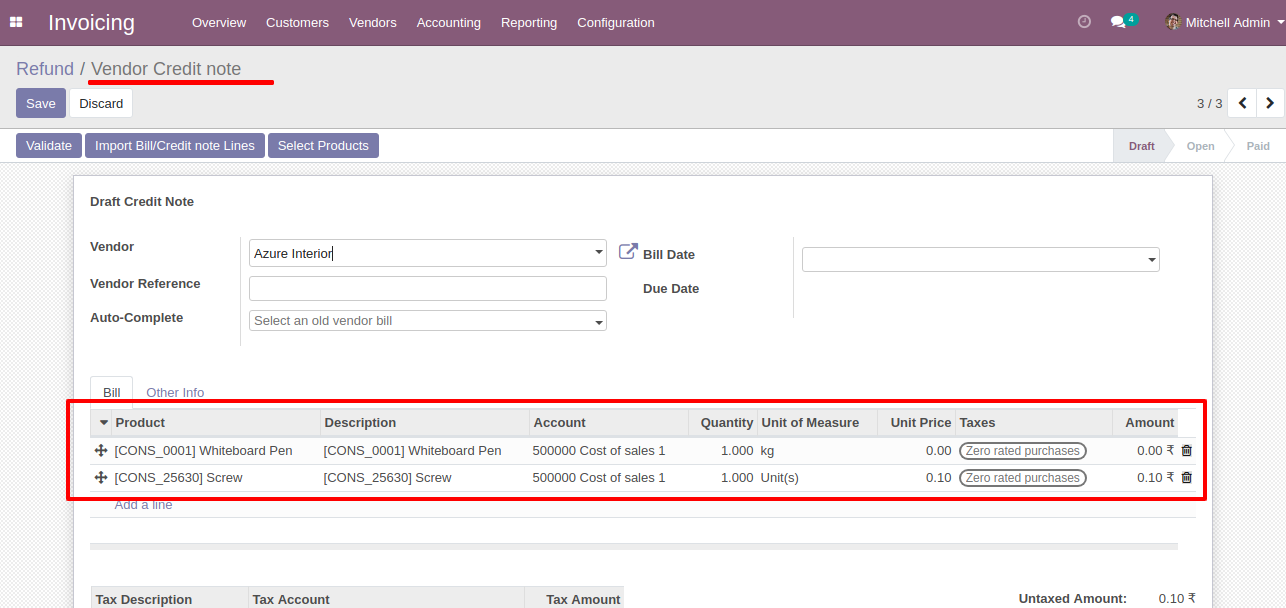 Invoicing Overview Customers Vendors Accounting Reporting Configuration 4 Mitchell Admin
Refund / Vendor Credit note
Save Discard 3 / 3
Validate Import Bill/Credit note Lines Select Products Draft Open Paid
Draft Credit Note
Vendor Azure Interior Bill Date
Vendor Reference Due Date
Auto-Complete Select an old vendor bill
Bill Other Info
Product Description Account Quantity Unit of Measure Unit Price Taxes Amount
[CONS_0001] Whiteboard Pen [CONS_0001] Whiteboard Pen 500000 Cost of sales 1 1.000 kg 0.00 Zero rated purchases 0.00 ₹
[CONS_25630] Screw [CONS_25630] Screw 500000 Cost of sales 1 1.000 Unit(s) 0.10 Zero rated purchases 0.10 ₹
Add a line
Tax Description Tax Account Tax Amount Untaxed Amount: 0.10 ₹